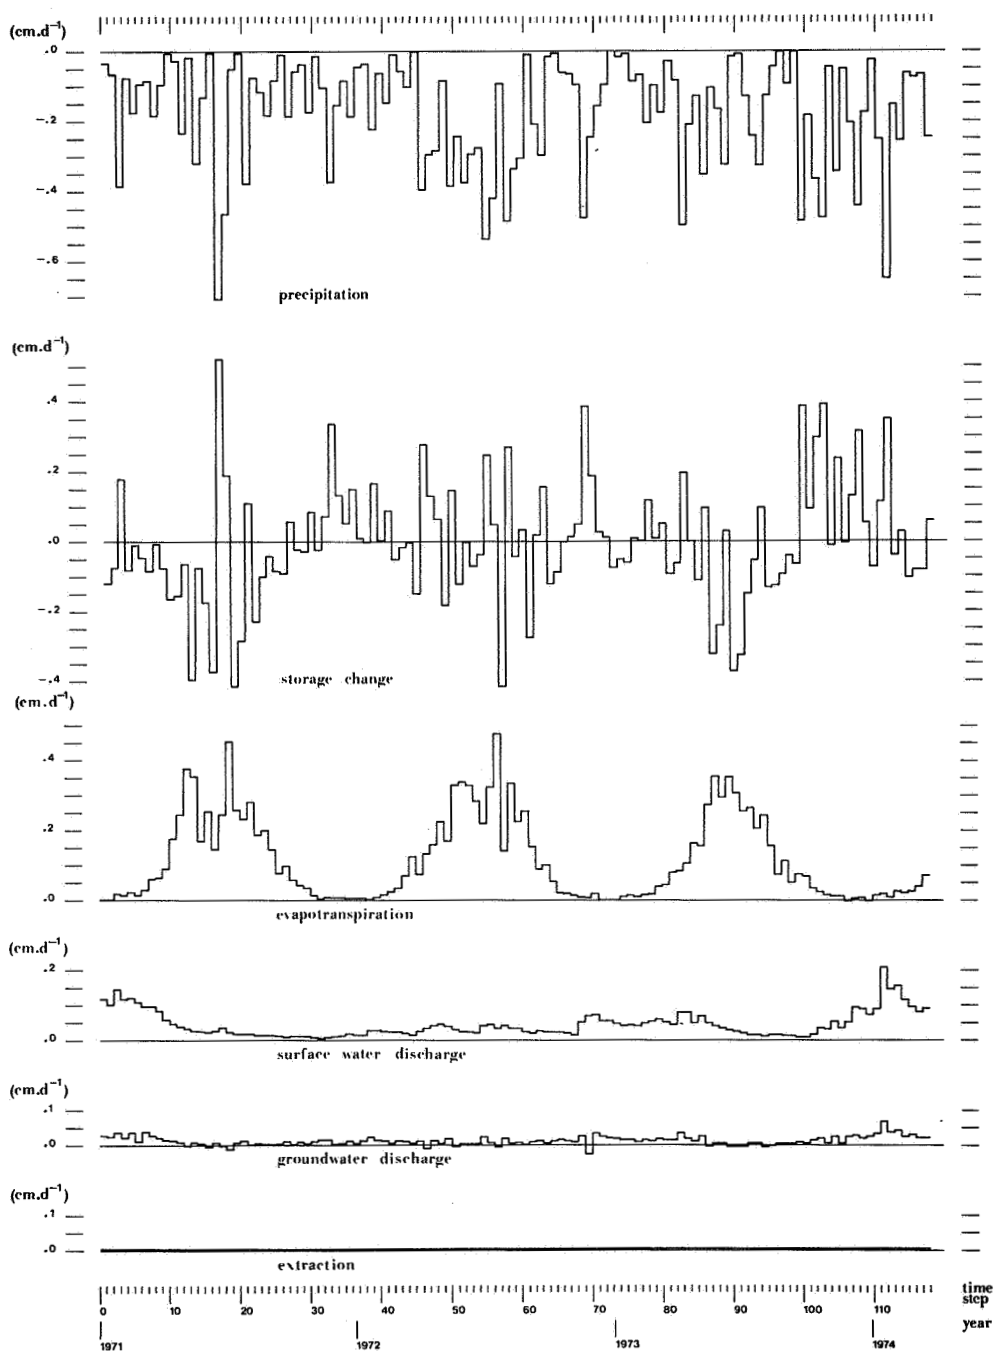 (cm.d⁻¹)
.0
-.2
-.4
-.6
precipitation
(cm.d⁻¹)
.4
.2
.0
-.2
-.4
storage change
(cm.d⁻¹)
.4
.2
.0
evapotranspiration
(cm.d⁻¹)
.2
.0
surface water discharge
(cm.d⁻¹)
.1
.0
groundwater discharge
(cm.d⁻¹)
.1
.0
extraction
time
step
0 10 20 30 40 50 60 70 80 90 100 110
year
1971 1972 1973 1974